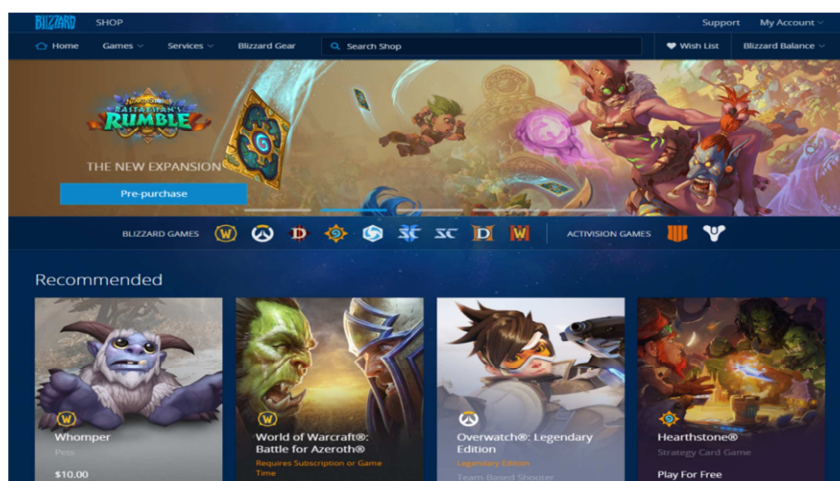 BLIZZARD SHOP Support My Account
Home Games Services Blizzard Gear Search Shop Wish List Blizzard Balance
HEARTHSTONE
RASTAKHAN'S
RUMBLE
THE NEW EXPANSION
Pre-purchase
BLIZZARD GAMES ACTIVISION GAMES
Recommended
Whomper
Pets
$10.00
World of Warcraft®:
Battle for Azeroth®
Requires Subscription or Game
Time
Overwatch®: Legendary
Edition
Legendary Edition
Team-Based Shooter
Hearthstone®
Strategy Card Game
Play For Free